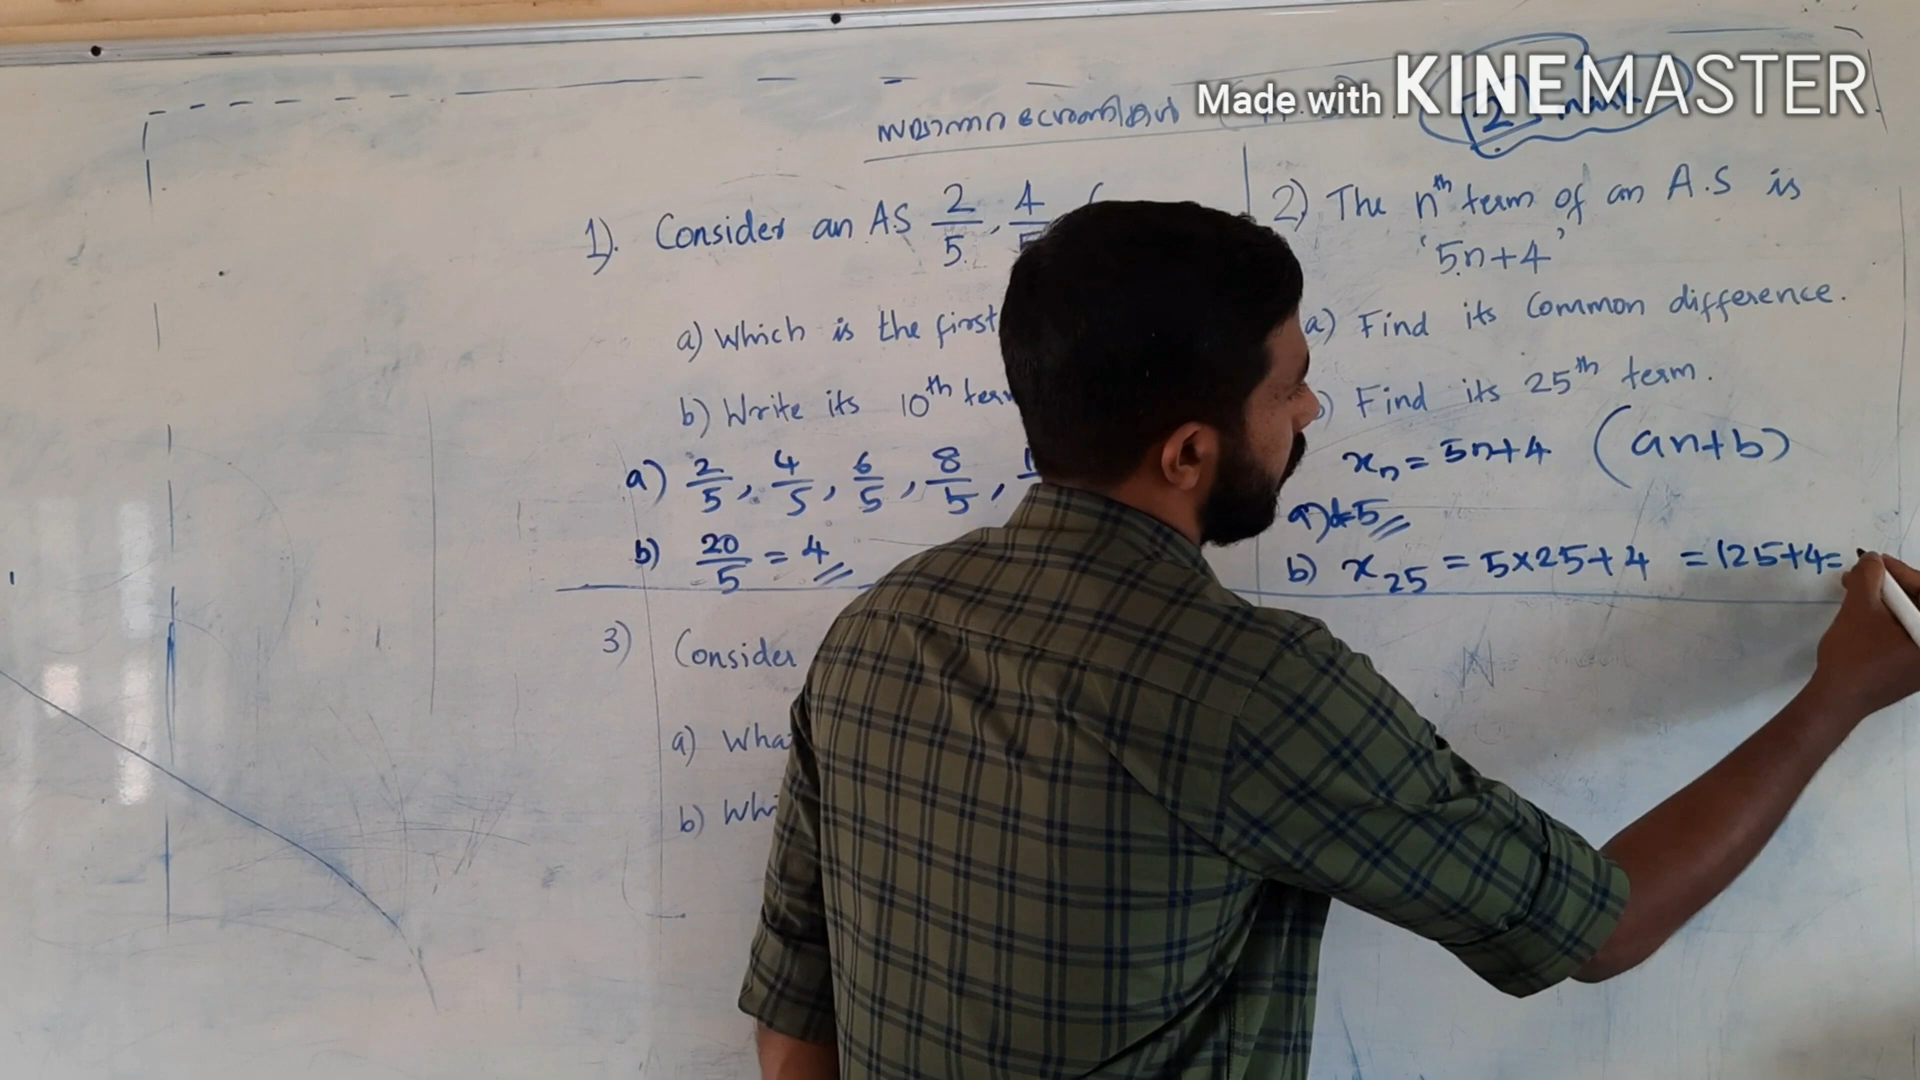 Made with KINEMASTER
സമാന്തര ശ്രേണികൾ
1). Consider an AS 2/5, 4/5
a) Which is the first
b) Write its 10th term
a) 2/5, 4/5, 6/5, 8/5,
b) 20/5 = 4
2) The nth term of an A.S is
'5n+4'
a) Find its Common difference.
) Find its 25th term.
xn = 5n+4 (an+b)
a) d=5
b) x25 = 5×25+4 = 125+4=
3) Consider
a)
b)